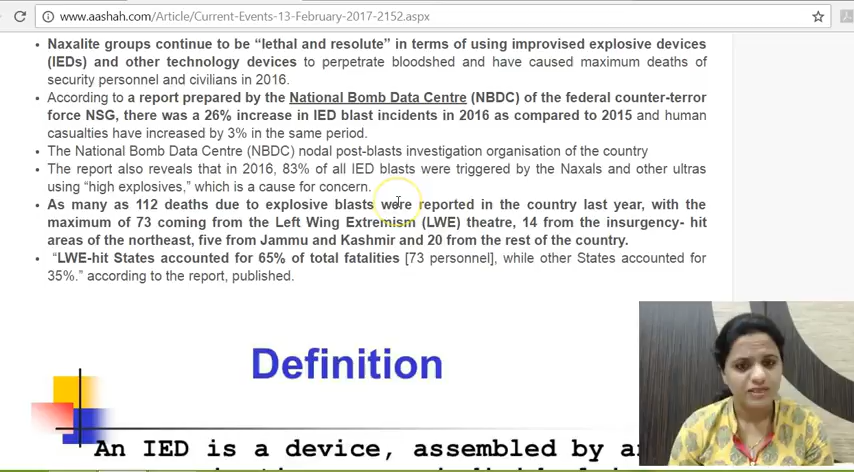 www.aashah.com/Article/Current-Events-13-February-2017-2152.aspx
• Naxalite groups continue to be “lethal and resolute” in terms of using improvised explosive devices
(IEDs) and other technology devices to perpetrate bloodshed and have caused maximum deaths of
security personnel and civilians in 2016.
• According to a report prepared by the National Bomb Data Centre (NBDC) of the federal counter-terror
force NSG, there was a 26% increase in IED blast incidents in 2016 as compared to 2015 and human
casualties have increased by 3% in the same period.
• The National Bomb Data Centre (NBDC) nodal post-blasts investigation organisation of the country
• The report also reveals that in 2016, 83% of all IED blasts were triggered by the Naxals and other ultras
using “high explosives,” which is a cause for concern.
• As many as 112 deaths due to explosive blasts were reported in the country last year, with the
maximum of 73 coming from the Left Wing Extremism (LWE) theatre, 14 from the insurgency- hit
areas of the northeast, five from Jammu and Kashmir and 20 from the rest of the country.
• “LWE-hit States accounted for 65% of total fatalities [73 personnel], while other States accounted for
35%.” according to the report, published.
Definition
An IED is a device, assembled by an